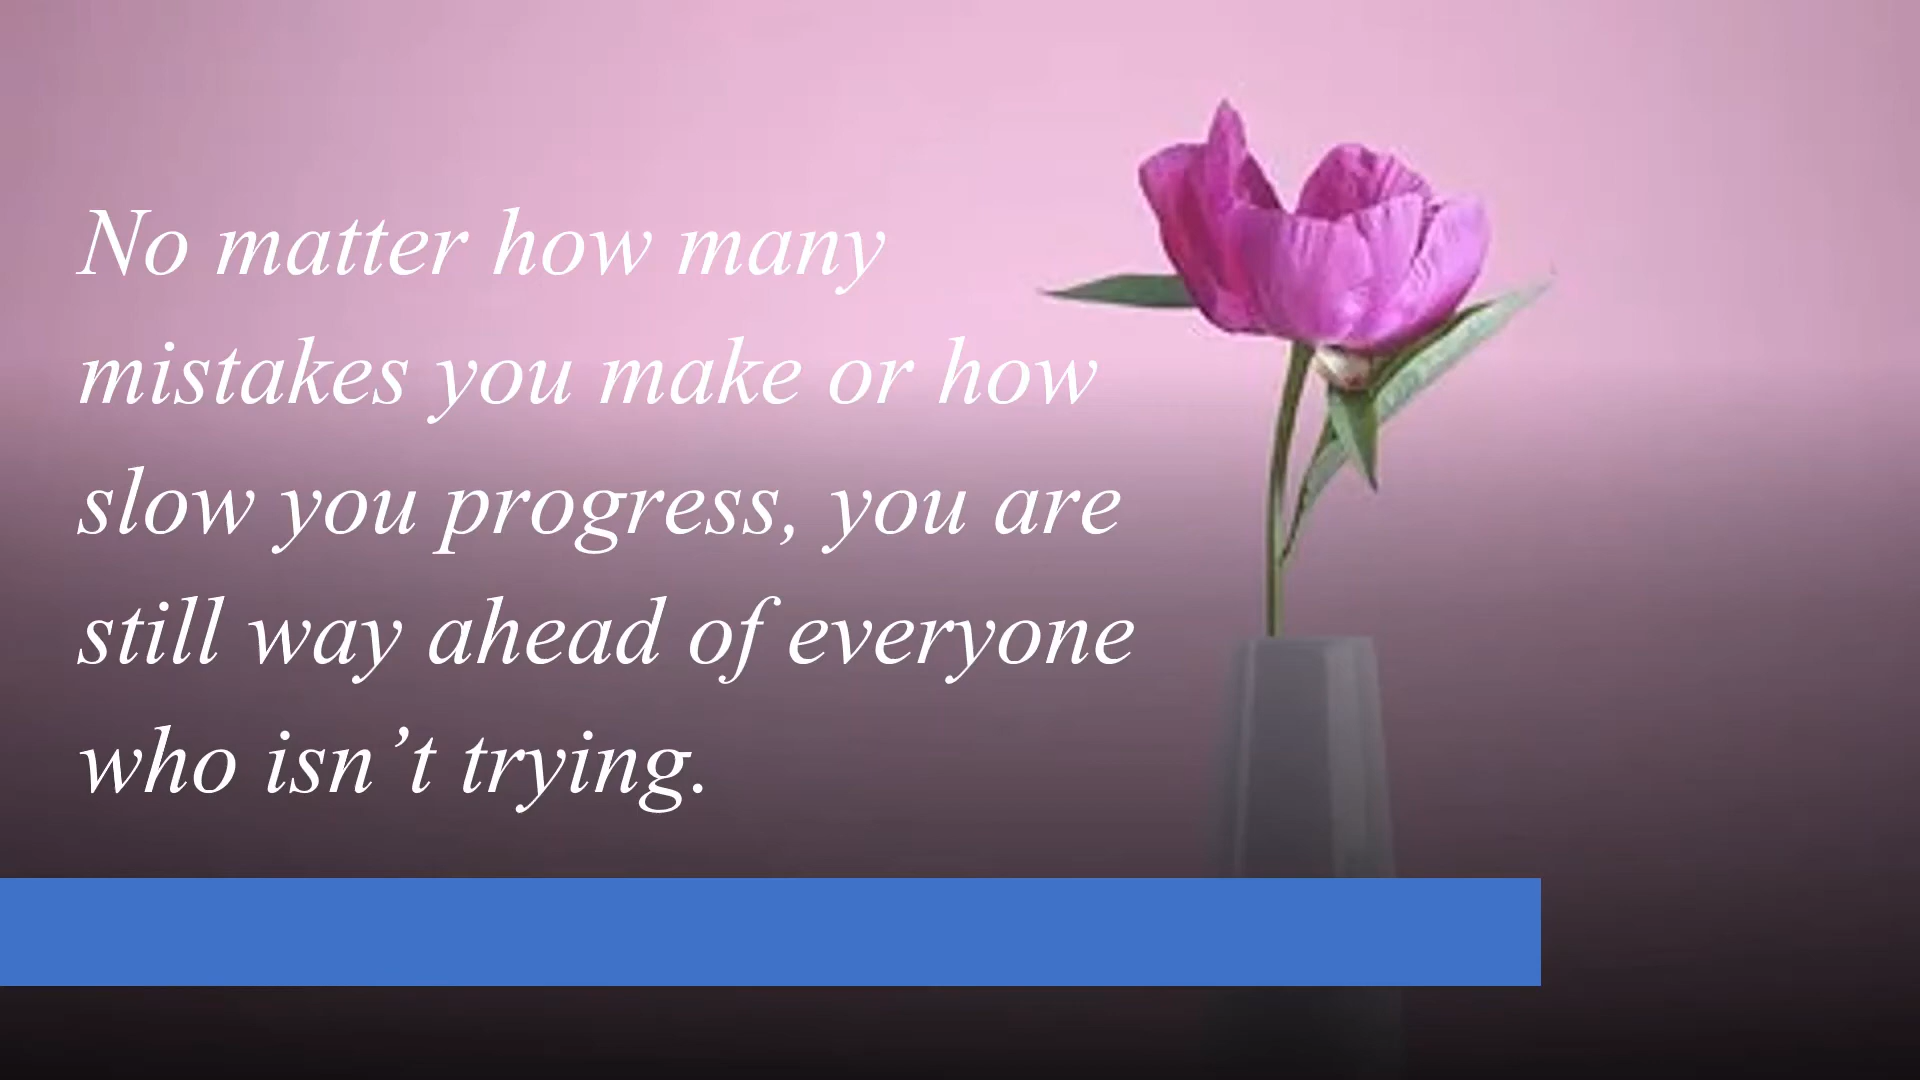 No matter how many
mistakes you make or how
slow you progress, you are
still way ahead of everyone
who isn’t trying.